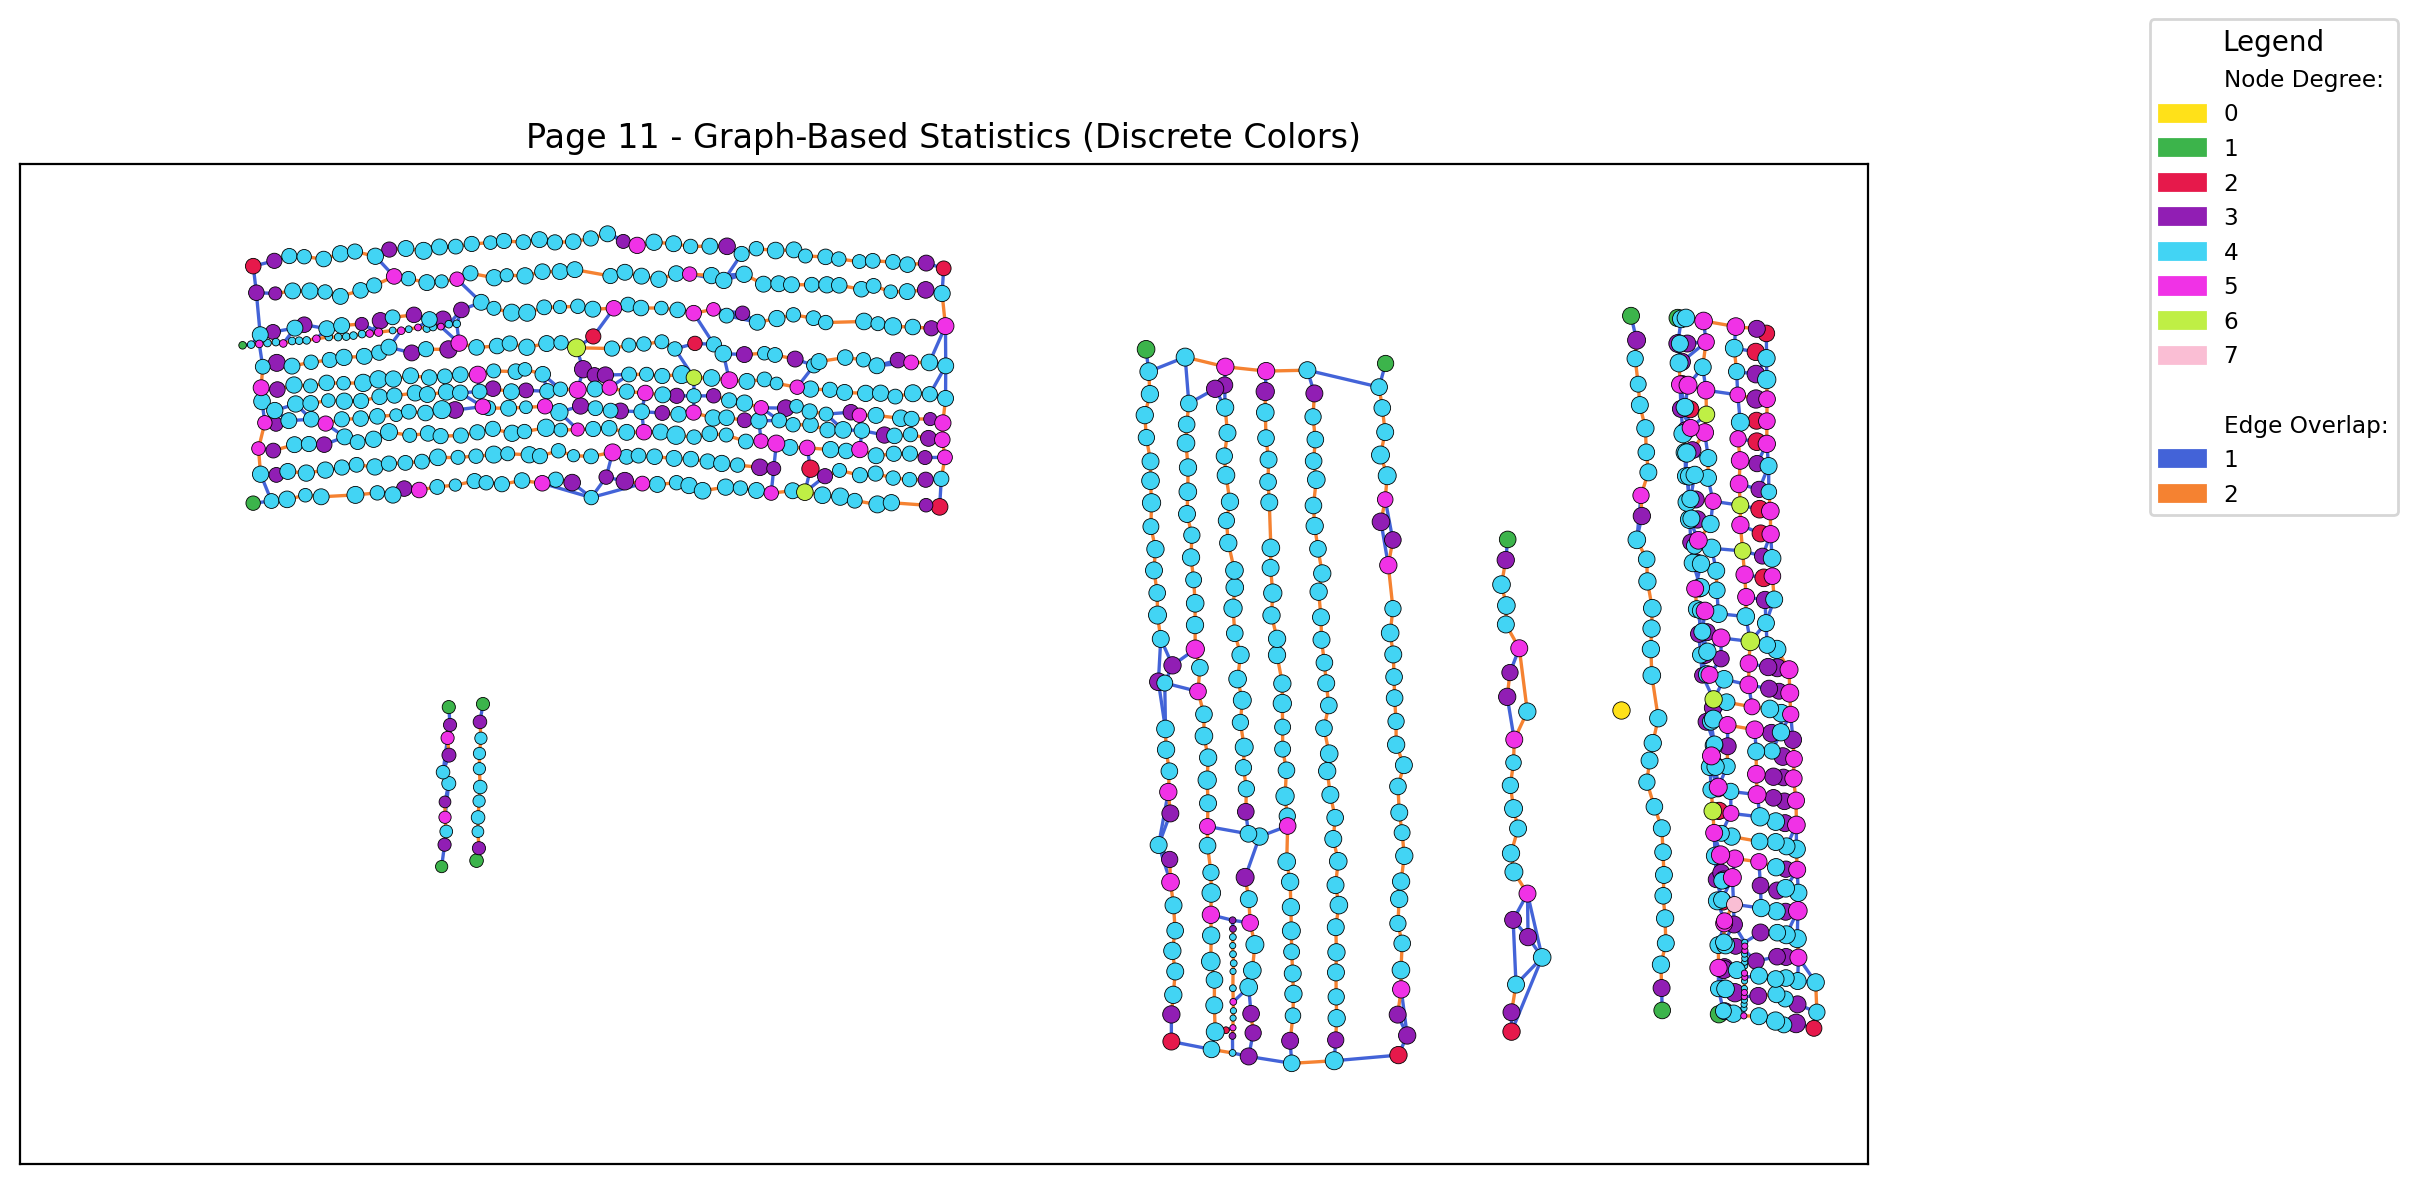 Page 11 - Graph-Based Statistics (Discrete Colors)
Legend
Node Degree:
0
1
2
3
4
5
6
7
Edge Overlap:
1
2